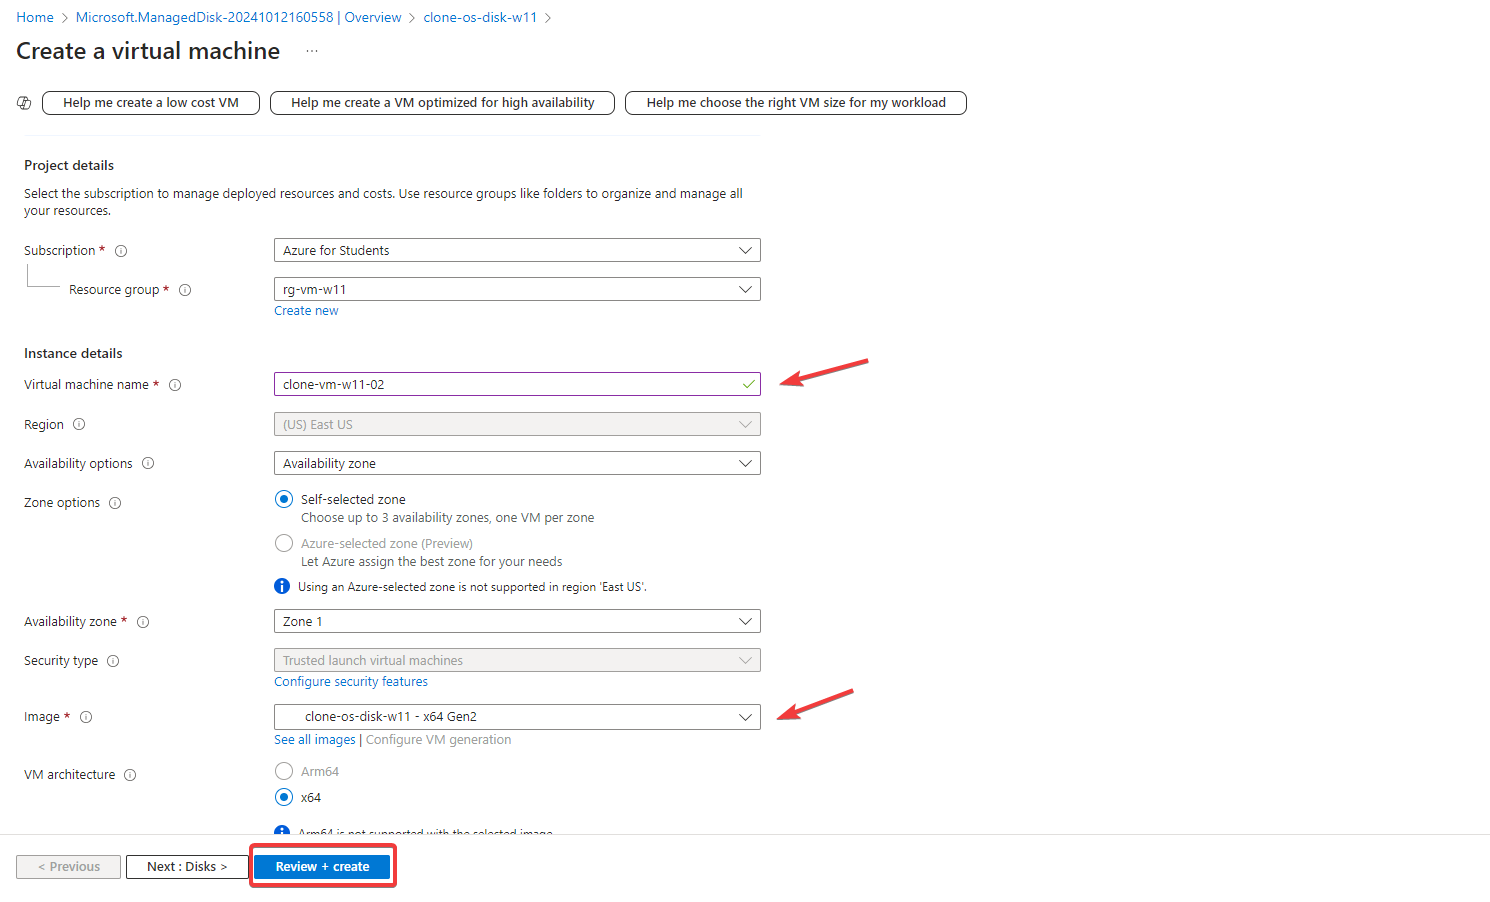 Home > Microsoft.ManagedDisk-20241012160558 | Overview > clone-os-disk-w11 >
Create a virtual machine ...
Help me create a low cost VM
Help me create a VM optimized for high availability
Help me choose the right VM size for my workload
Project details
Select the subscription to manage deployed resources and costs. Use resource groups like folders to organize and manage all
your resources.
Subscription *
Azure for Students
Resource group *
rg-vm-w11
Create new
Instance details
Virtual machine name *
clone-vm-w11-02
Region
(US) East US
Availability options
Availability zone
Zone options
Self-selected zone
Choose up to 3 availability zones, one VM per zone
Azure-selected zone (Preview)
Let Azure assign the best zone for your needs
Using an Azure-selected zone is not supported in region 'East US'.
Availability zone *
Zone 1
Security type
Trusted launch virtual machines
Configure security features
Image *
clone-os-disk-w11 - x64 Gen2
See all images | Configure VM generation
VM architecture
Arm64
x64
Arm64 is not supported with the selected image.
< Previous
Next : Disks >
Review + create